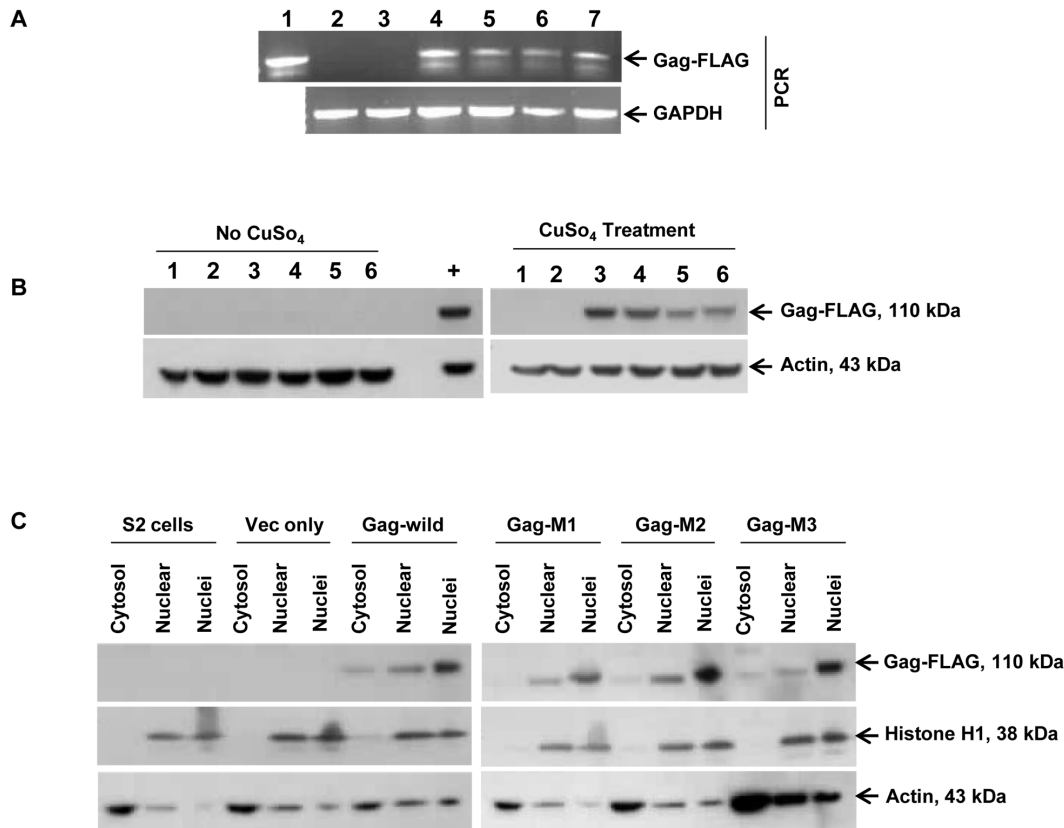 A
1 2 3 4 5 6 7
Gag-FLAG
GAPDH
PCR
B
No CuSo4
CuSo4 Treatment
1 2 3 4 5 6 + 1 2 3 4 5 6
Gag-FLAG, 110 kDa
Actin, 43 kDa
C
S2 cells Vec only Gag-wild Gag-M1 Gag-M2 Gag-M3
Cytosol Nuclear Nuclei Cytosol Nuclear Nuclei Cytosol Nuclear Nuclei Cytosol Nuclear Nuclei Cytosol Nuclear Nuclei Cytosol Nuclear Nuclei
Gag-FLAG, 110 kDa
Histone H1, 38 kDa
Actin, 43 kDa